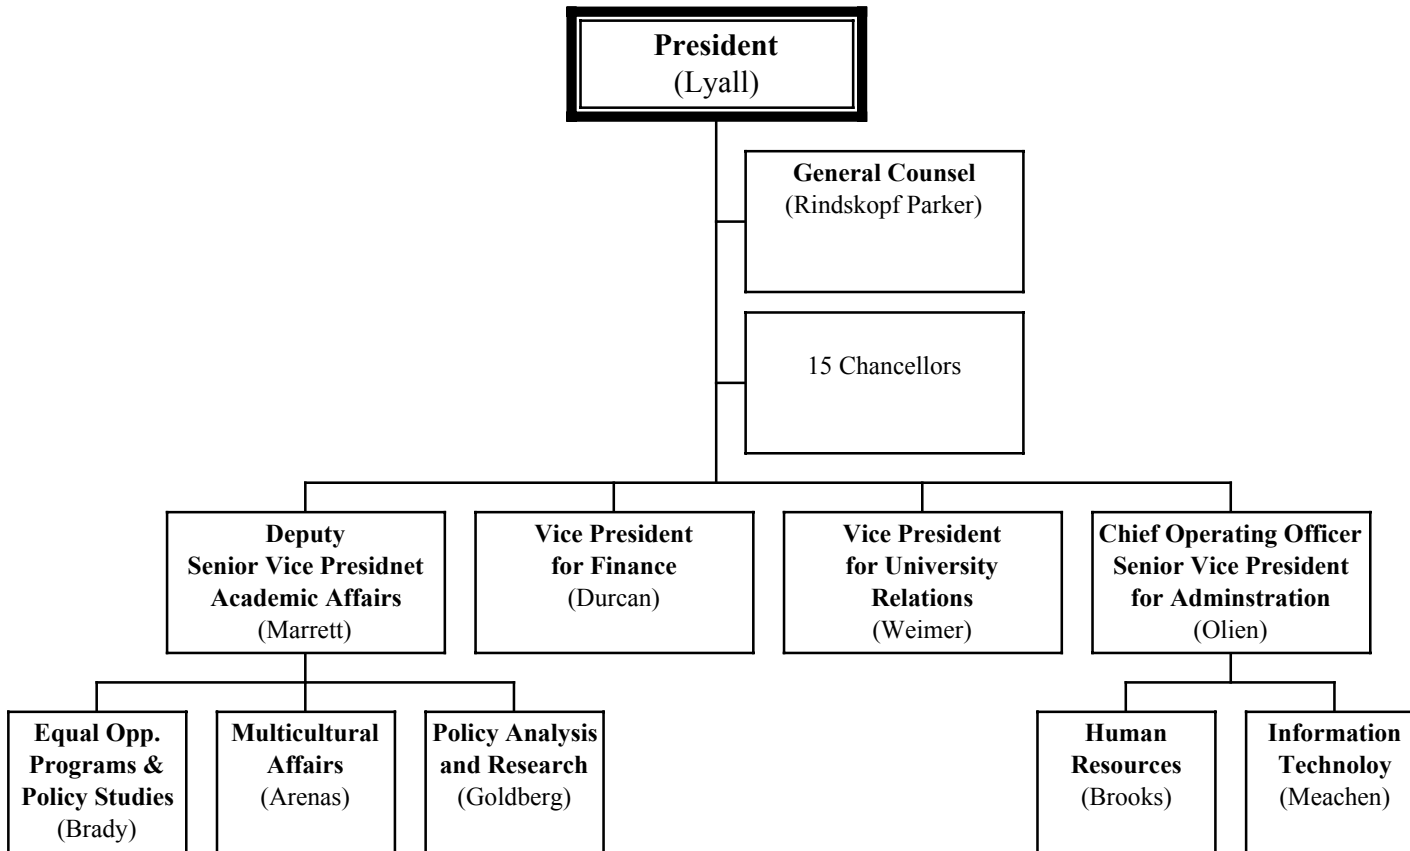 President
(Lyall)
General Counsel
(Rindskopf Parker)
15 Chancellors
Deputy
Senior Vice Presidnet
Academic Affairs
(Marrett)
Vice President
for Finance
(Durcan)
Vice President
for University
Relations
(Weimer)
Chief Operating Officer
Senior Vice President
for Adminstration
(Olien)
Equal Opp.
Programs &
Policy Studies
(Brady)
Multicultural
Affairs
(Arenas)
Policy Analysis
and Research
(Goldberg)
Human
Resources
(Brooks)
Information
Technoloy
(Meachen)